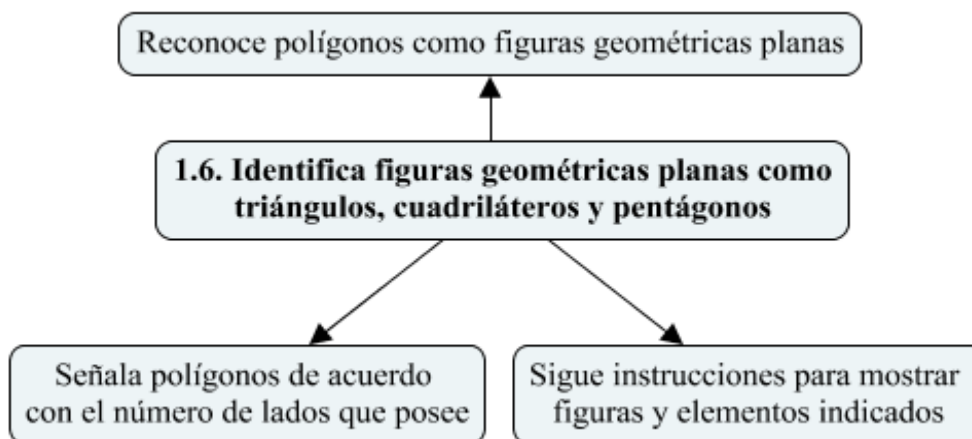 Reconoce polígonos como figuras geométricas planas
1.6. Identifica figuras geométricas planas como
triángulos, cuadriláteros y pentágonos
Señala polígonos de acuerdo
con el número de lados que posee
Sigue instrucciones para mostrar
figuras y elementos indicados